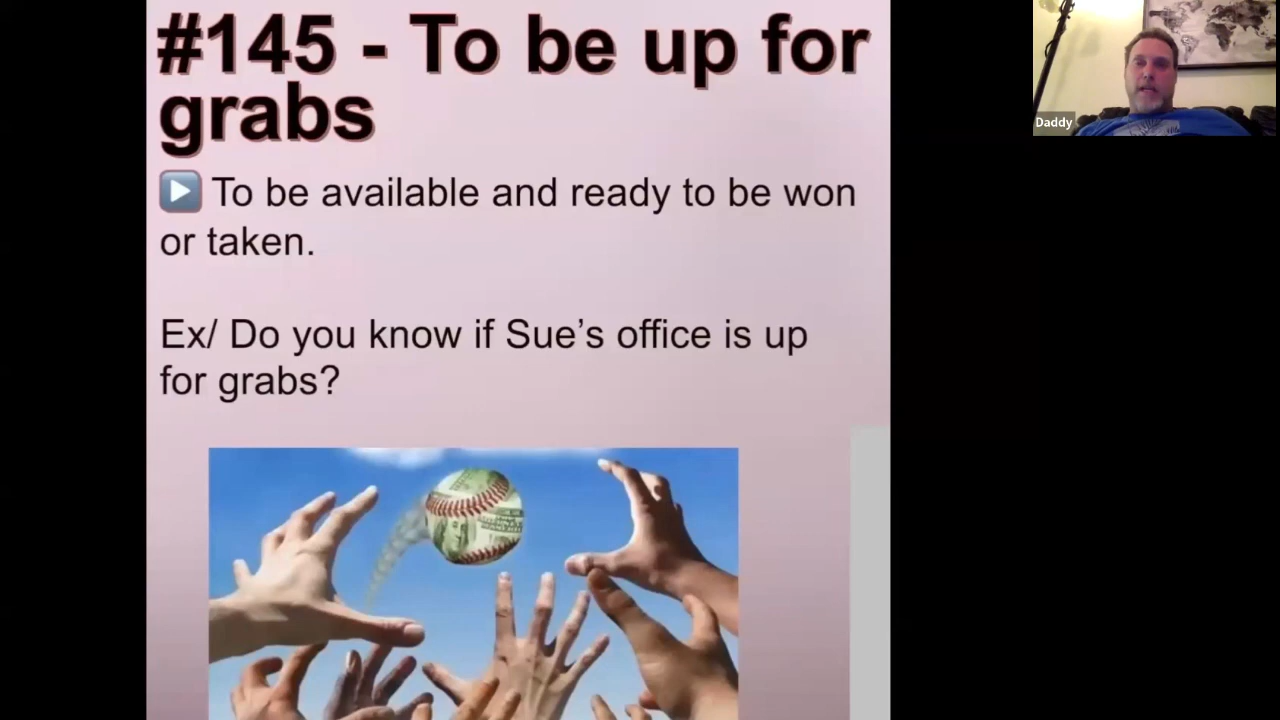 #145 - To be up for
grabs
▶️ To be available and ready to be won
or taken.
Ex/ Do you know if Sue's office is up
for grabs?
Daddy